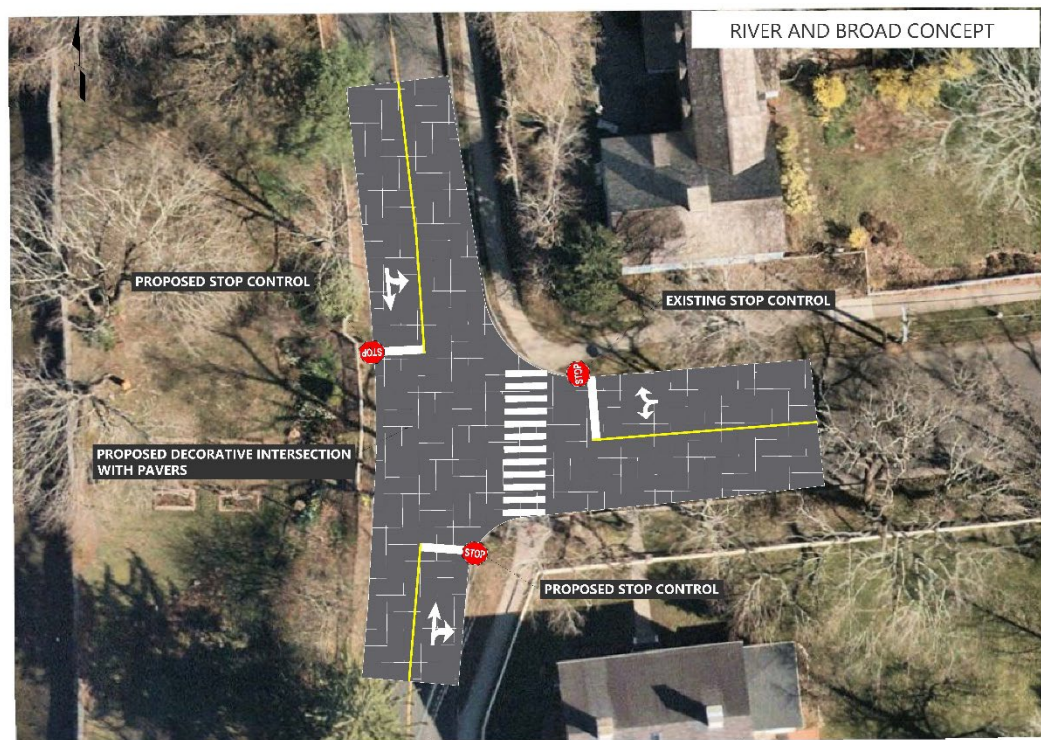 RIVER AND BROAD CONCEPT
PROPOSED STOP CONTROL
EXISTING STOP CONTROL
STOP
STOP
PROPOSED DECORATIVE INTERSECTION
WITH PAVERS
STOP
PROPOSED STOP CONTROL